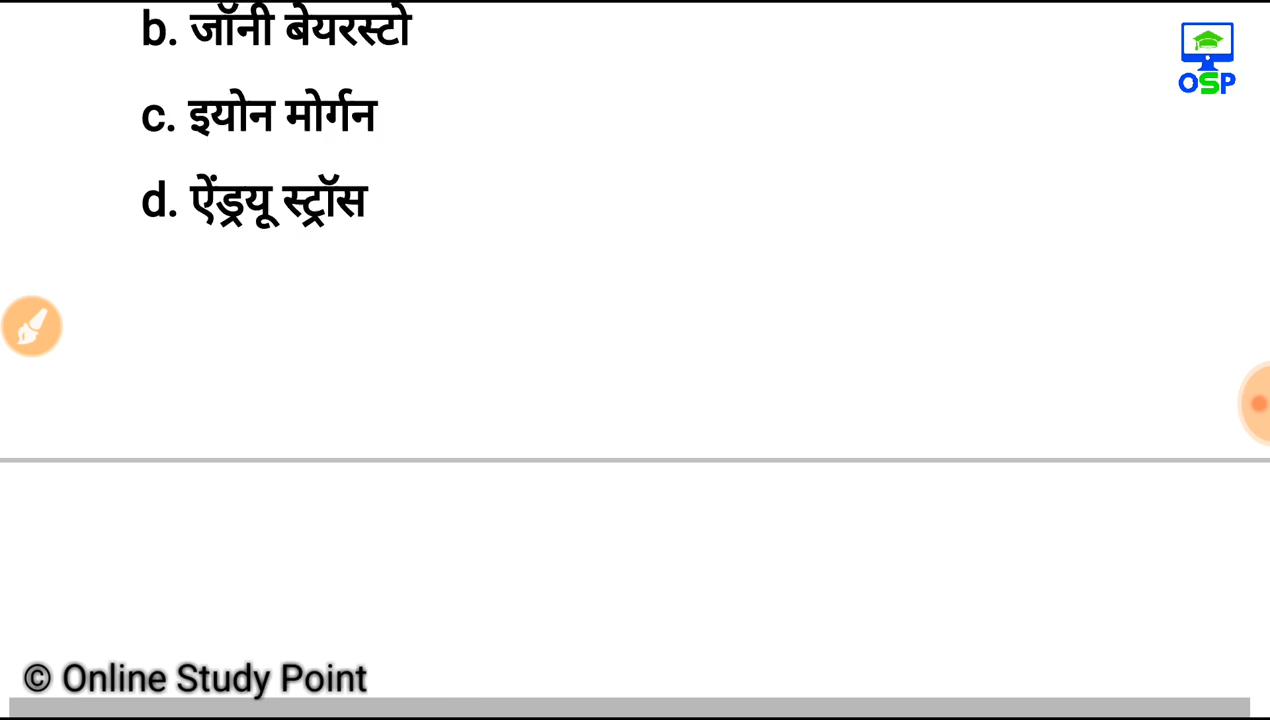 b. जॉनी बेयरस्टो
OSP
c. इयोन मोर्गन
d. ऐंड्रयू स्ट्रॉस
© Online Study Point